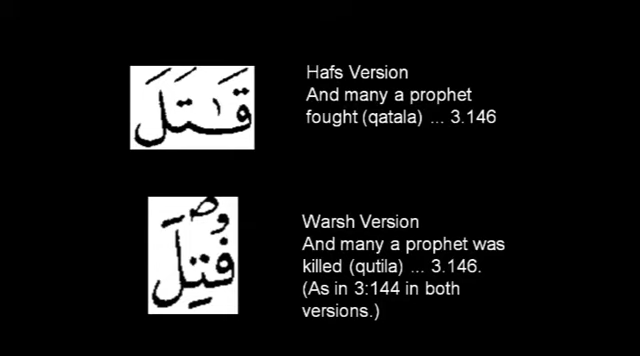 قَٰتَلَ
Hafs Version
And many a prophet
fought (qatala) ... 3.146
ڧُتِلَ
Warsh Version
And many a prophet was
killed (qutila) ... 3.146.
(As in 3:144 in both
versions.)